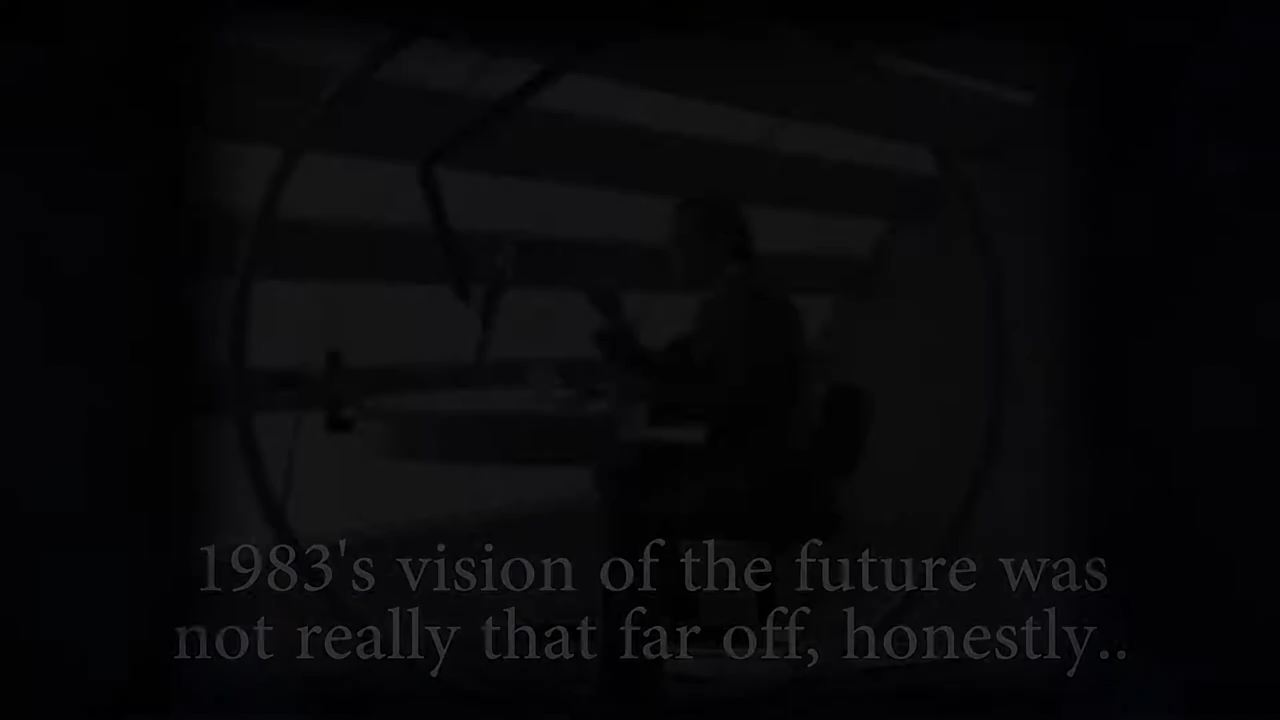 1983's vision of the future was
not really that far off, honestly..